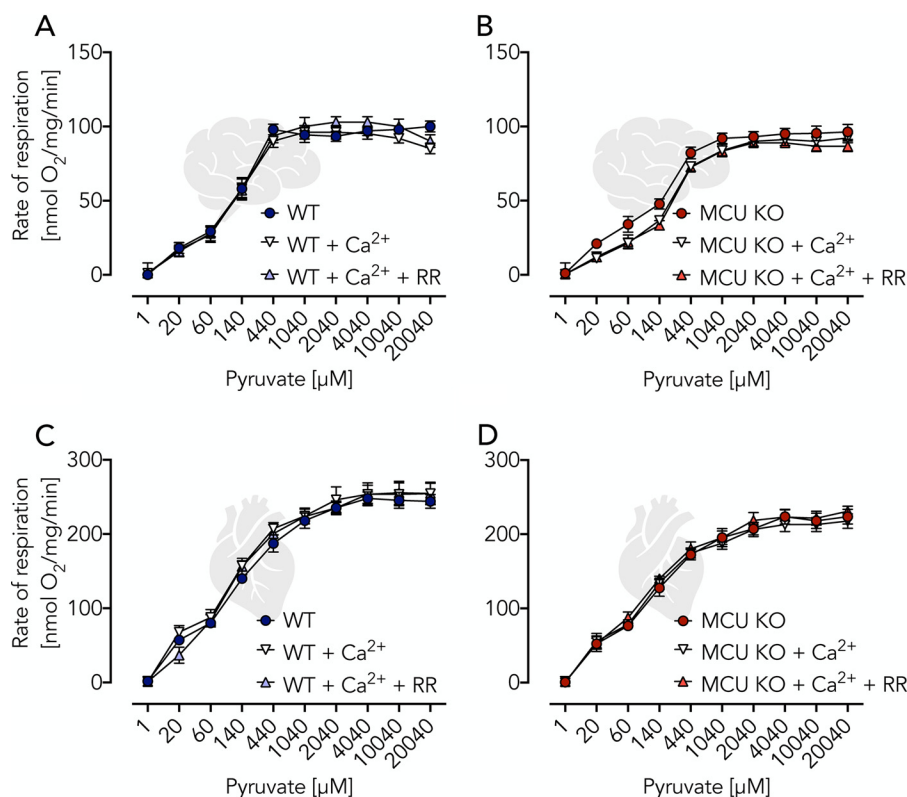 A
Rate of respiration
[nmol O₂/mg/min]
150
100
50
0
WT
WT + Ca²⁺
WT + Ca²⁺ + RR
1 20 60 140 440 1040 2040 4040 10040 20040
Pyruvate [µM]
B
150
100
50
0
MCU KO
MCU KO + Ca²⁺
MCU KO + Ca²⁺ + RR
1 20 60 140 440 1040 2040 4040 10040 20040
Pyruvate [µM]
C
Rate of respiration
[nmol O₂/mg/min]
300
200
100
0
WT
WT + Ca²⁺
WT + Ca²⁺ + RR
1 20 60 140 440 1040 2040 4040 10040 20040
Pyruvate [µM]
D
300
200
100
0
MCU KO
MCU KO + Ca²⁺
MCU KO + Ca²⁺ + RR
1 20 60 140 440 1040 2040 4040 10040 20040
Pyruvate [µM]